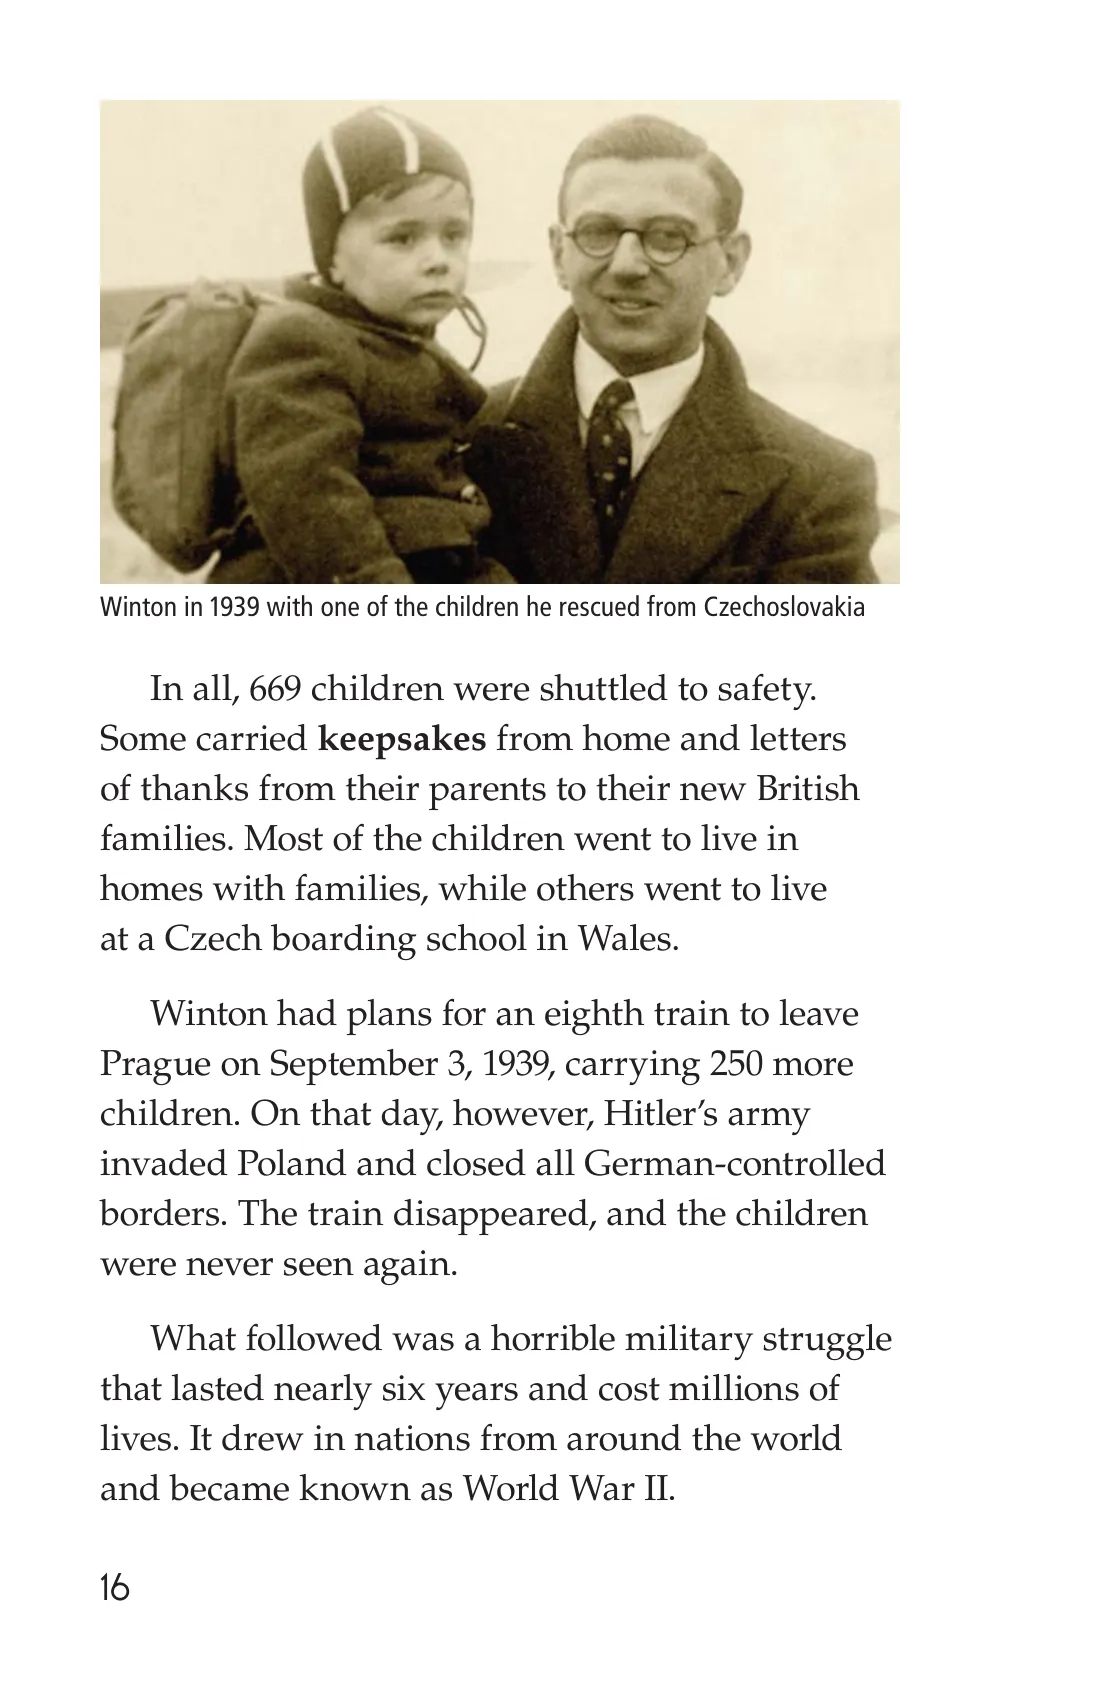 Winton in 1939 with one of the children he rescued from Czechoslovakia
In all, 669 children were shuttled to safety.
Some carried keepsakes from home and letters
of thanks from their parents to their new British
families. Most of the children went to live in
homes with families, while others went to live
at a Czech boarding school in Wales.
Winton had plans for an eighth train to leave
Prague on September 3, 1939, carrying 250 more
children. On that day, however, Hitler’s army
invaded Poland and closed all German-controlled
borders. The train disappeared, and the children
were never seen again.
What followed was a horrible military struggle
that lasted nearly six years and cost millions of
lives. It drew in nations from around the world
and became known as World War II.
16